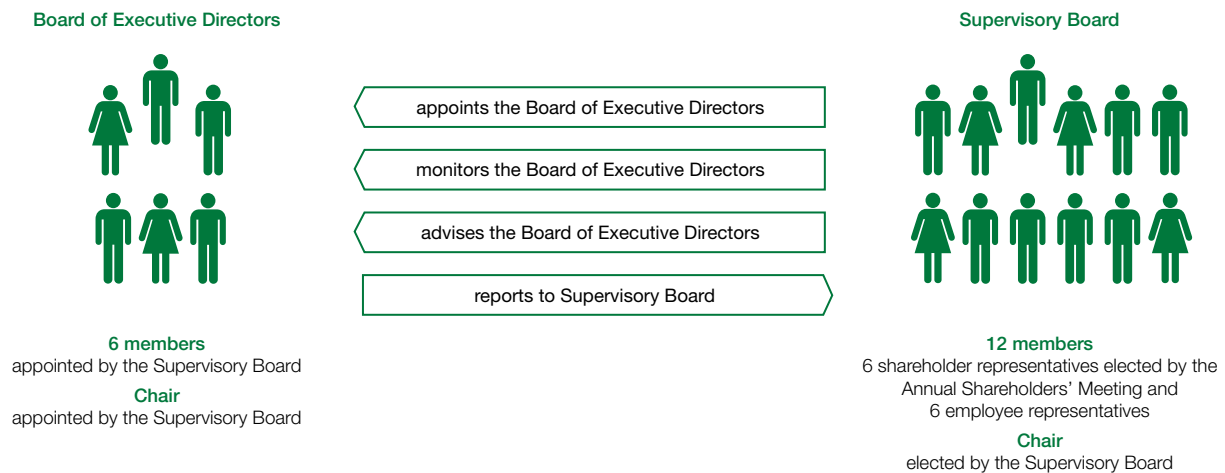 Board of Executive Directors
Supervisory Board
appoints the Board of Executive Directors
monitors the Board of Executive Directors
advises the Board of Executive Directors
reports to Supervisory Board
6 members
appointed by the Supervisory Board
Chair
appointed by the Supervisory Board
12 members
6 shareholder representatives elected by the
Annual Shareholders’ Meeting and
6 employee representatives
Chair
elected by the Supervisory Board